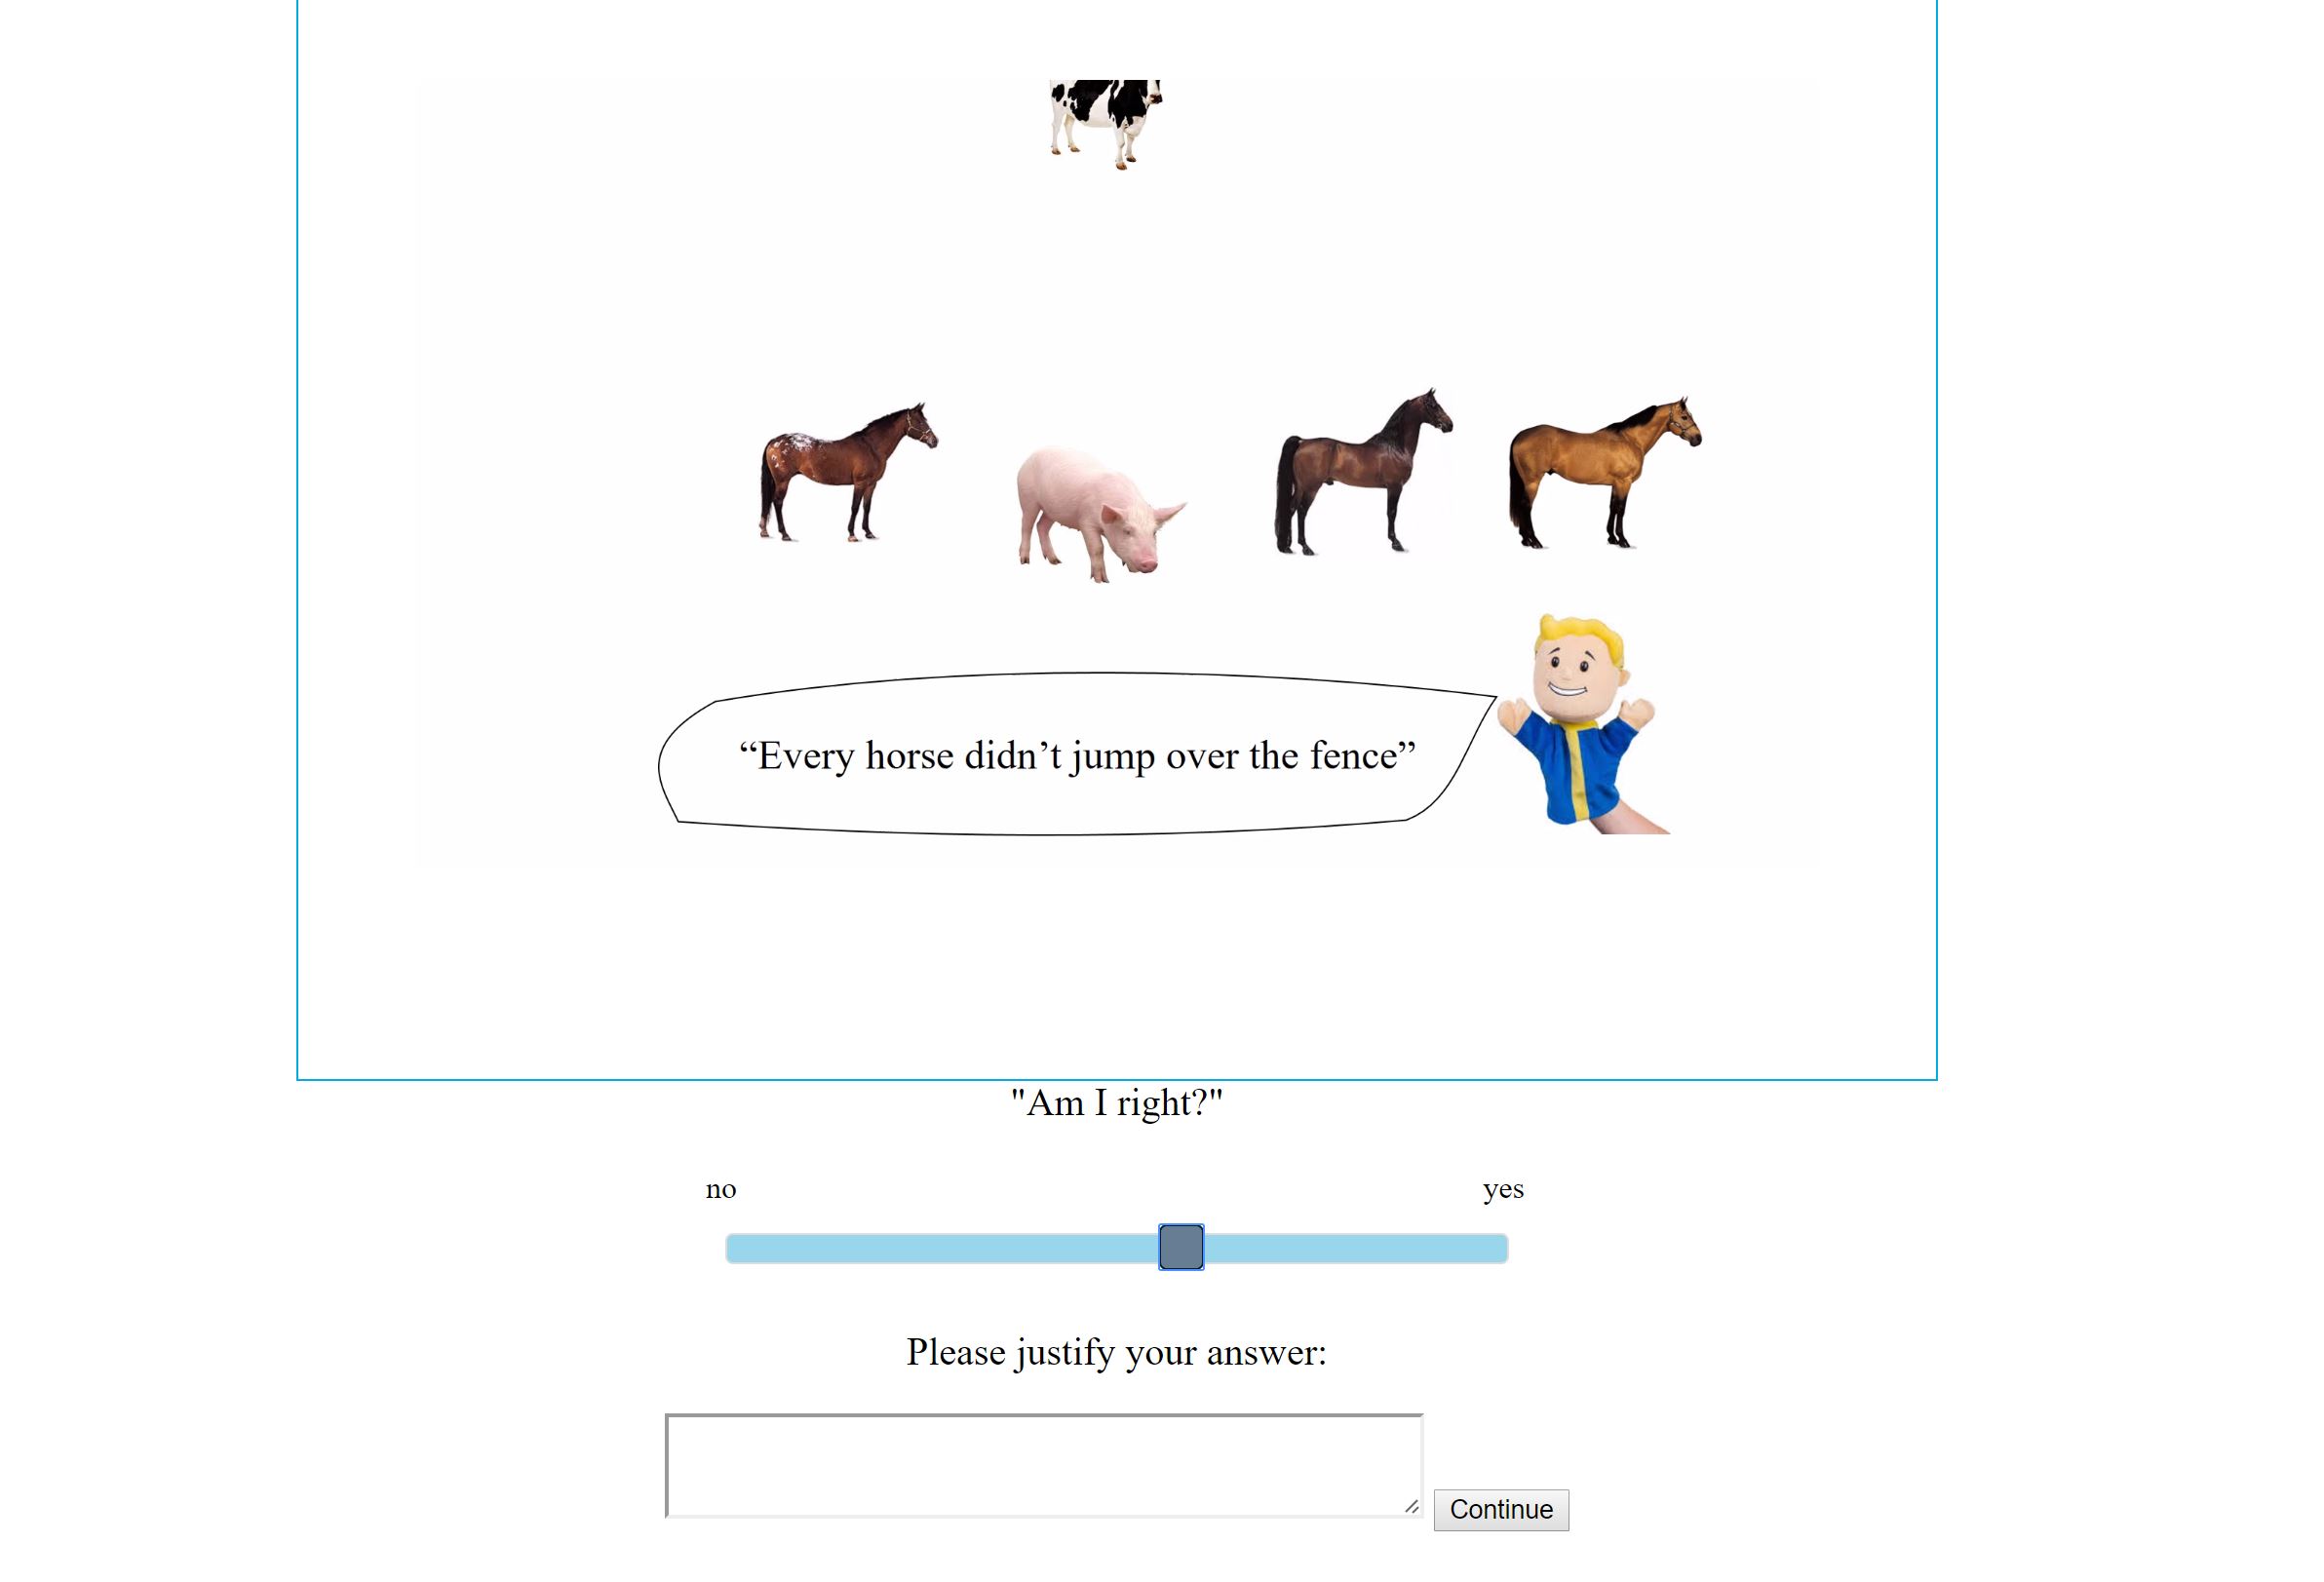 “Every horse didn’t jump over the fence”
"Am I right?"
no yes
Please justify your answer:
Continue